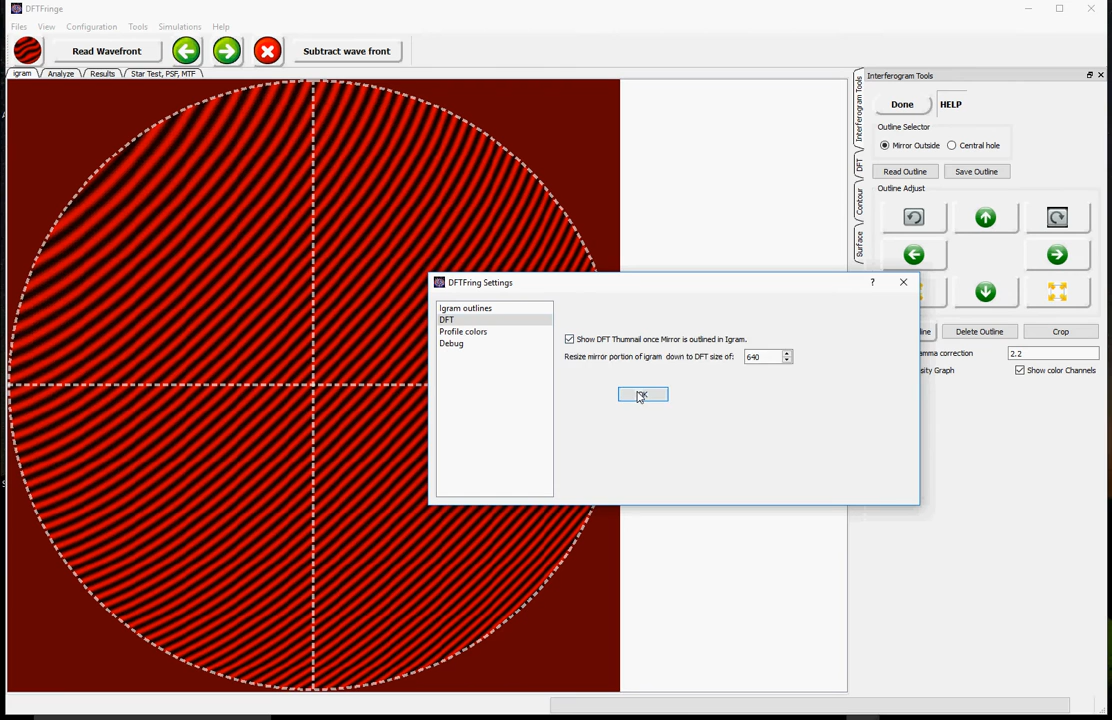 DFTFringe
Files View Configuration Tools Simulations Help
Read Wavefront Subtract wave front
igram Analyze Results Star Test, PSF, MTF
Interferogram Tools
Interferogram Tools
DFT
Contour
Surface
Done HELP
Outline Selector
Mirror Outside Central hole
Read Outline Save Outline
Outline Adjust
line Delete Outline Crop
mma correction 2.2
sity Graph Show color Channels
DFTFring Settings ?
Igram outlines
DFT
Profile colors
Debug
Show DFT Thumnail once Mirror is outlined in Igram.
Resize mirror portion of igram down to DFT size of: 640